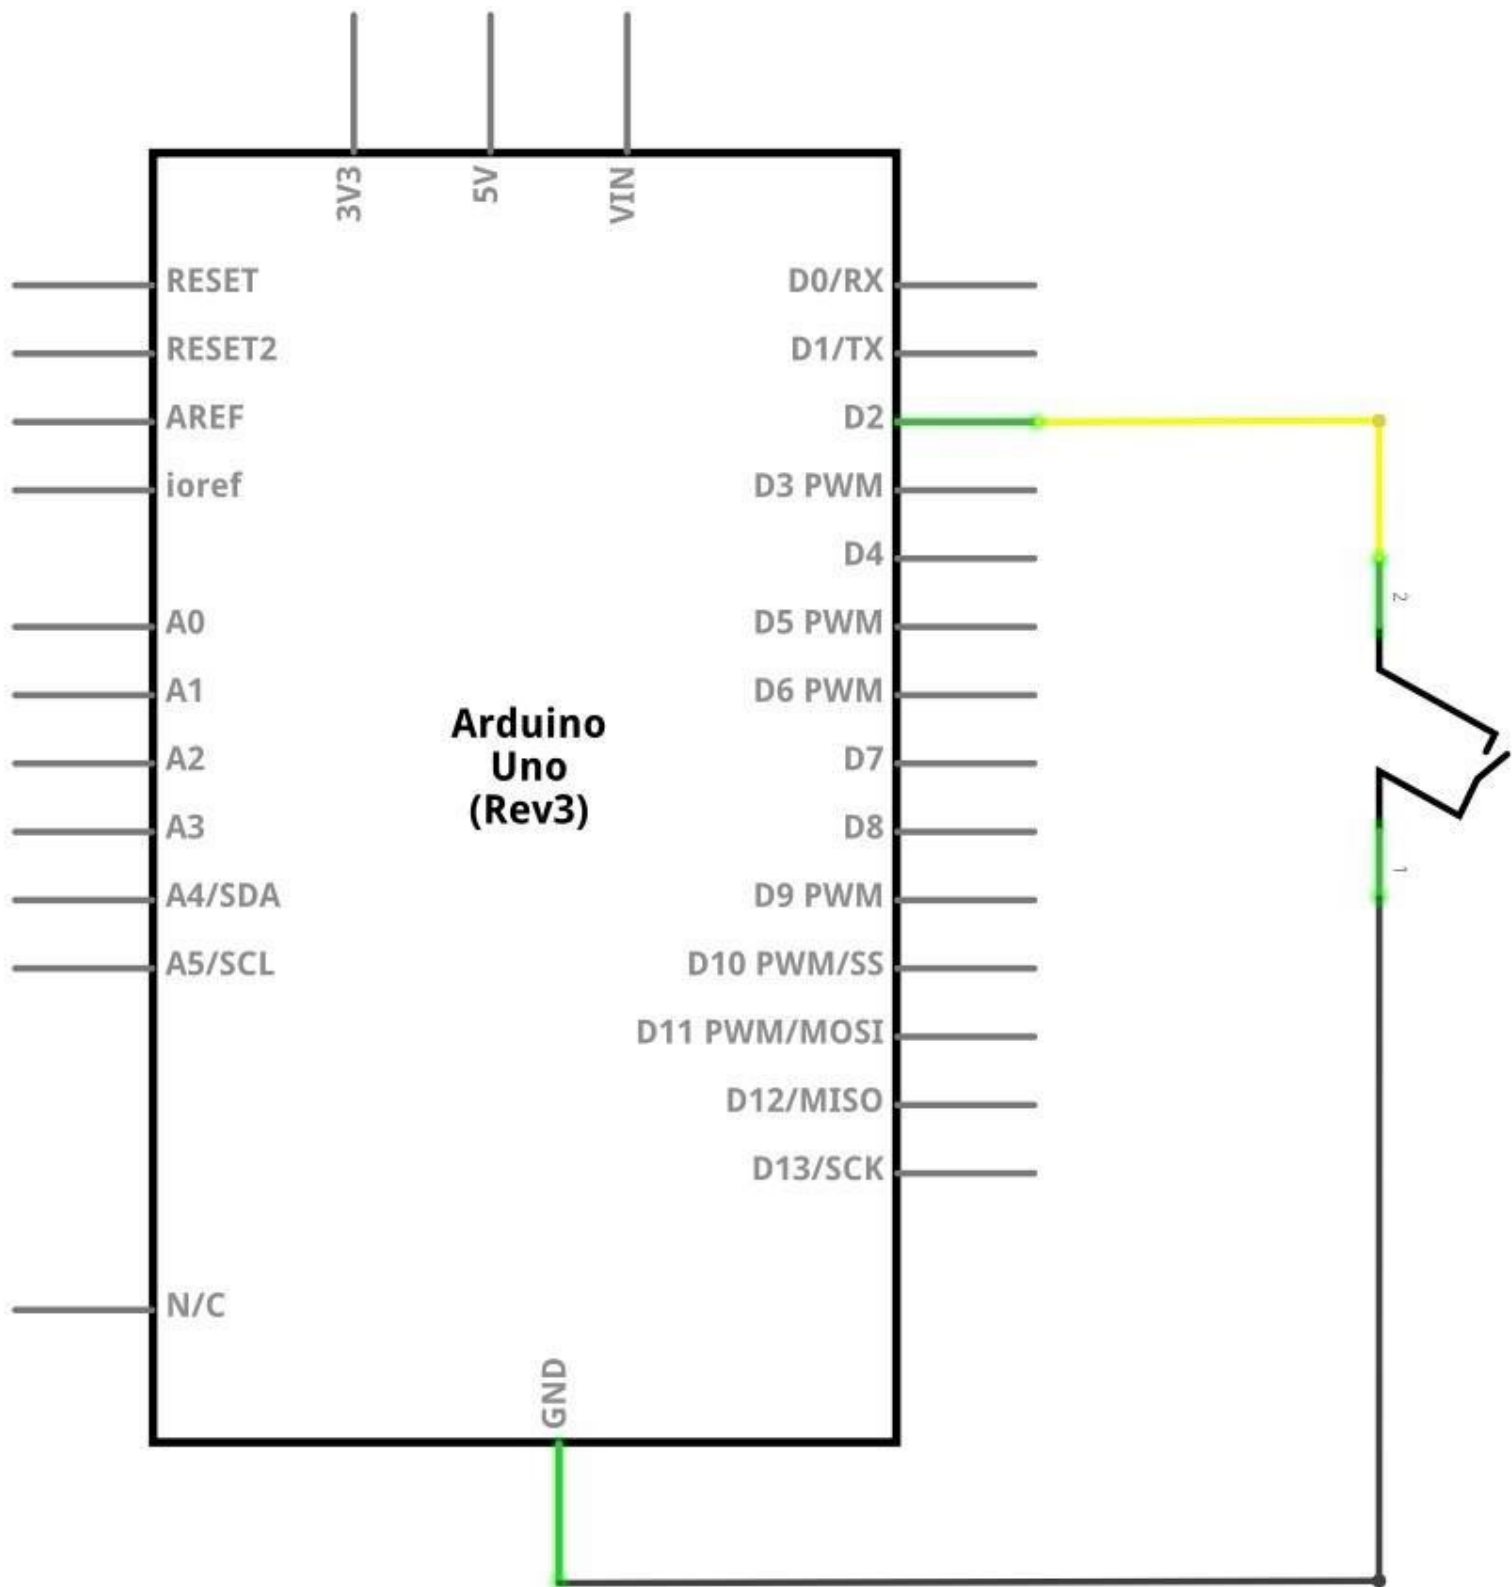 3V3
5V
VIN
RESET
RESET2
AREF
ioref
A0
A1
A2
A3
A4/SDA
A5/SCL
N/C
Arduino
Uno
(Rev3)
D0/RX
D1/TX
D2
D3 PWM
D4
D5 PWM
D6 PWM
D7
D8
D9 PWM
D10 PWM/SS
D11 PWM/MOSI
D12/MISO
D13/SCK
GND
2
1